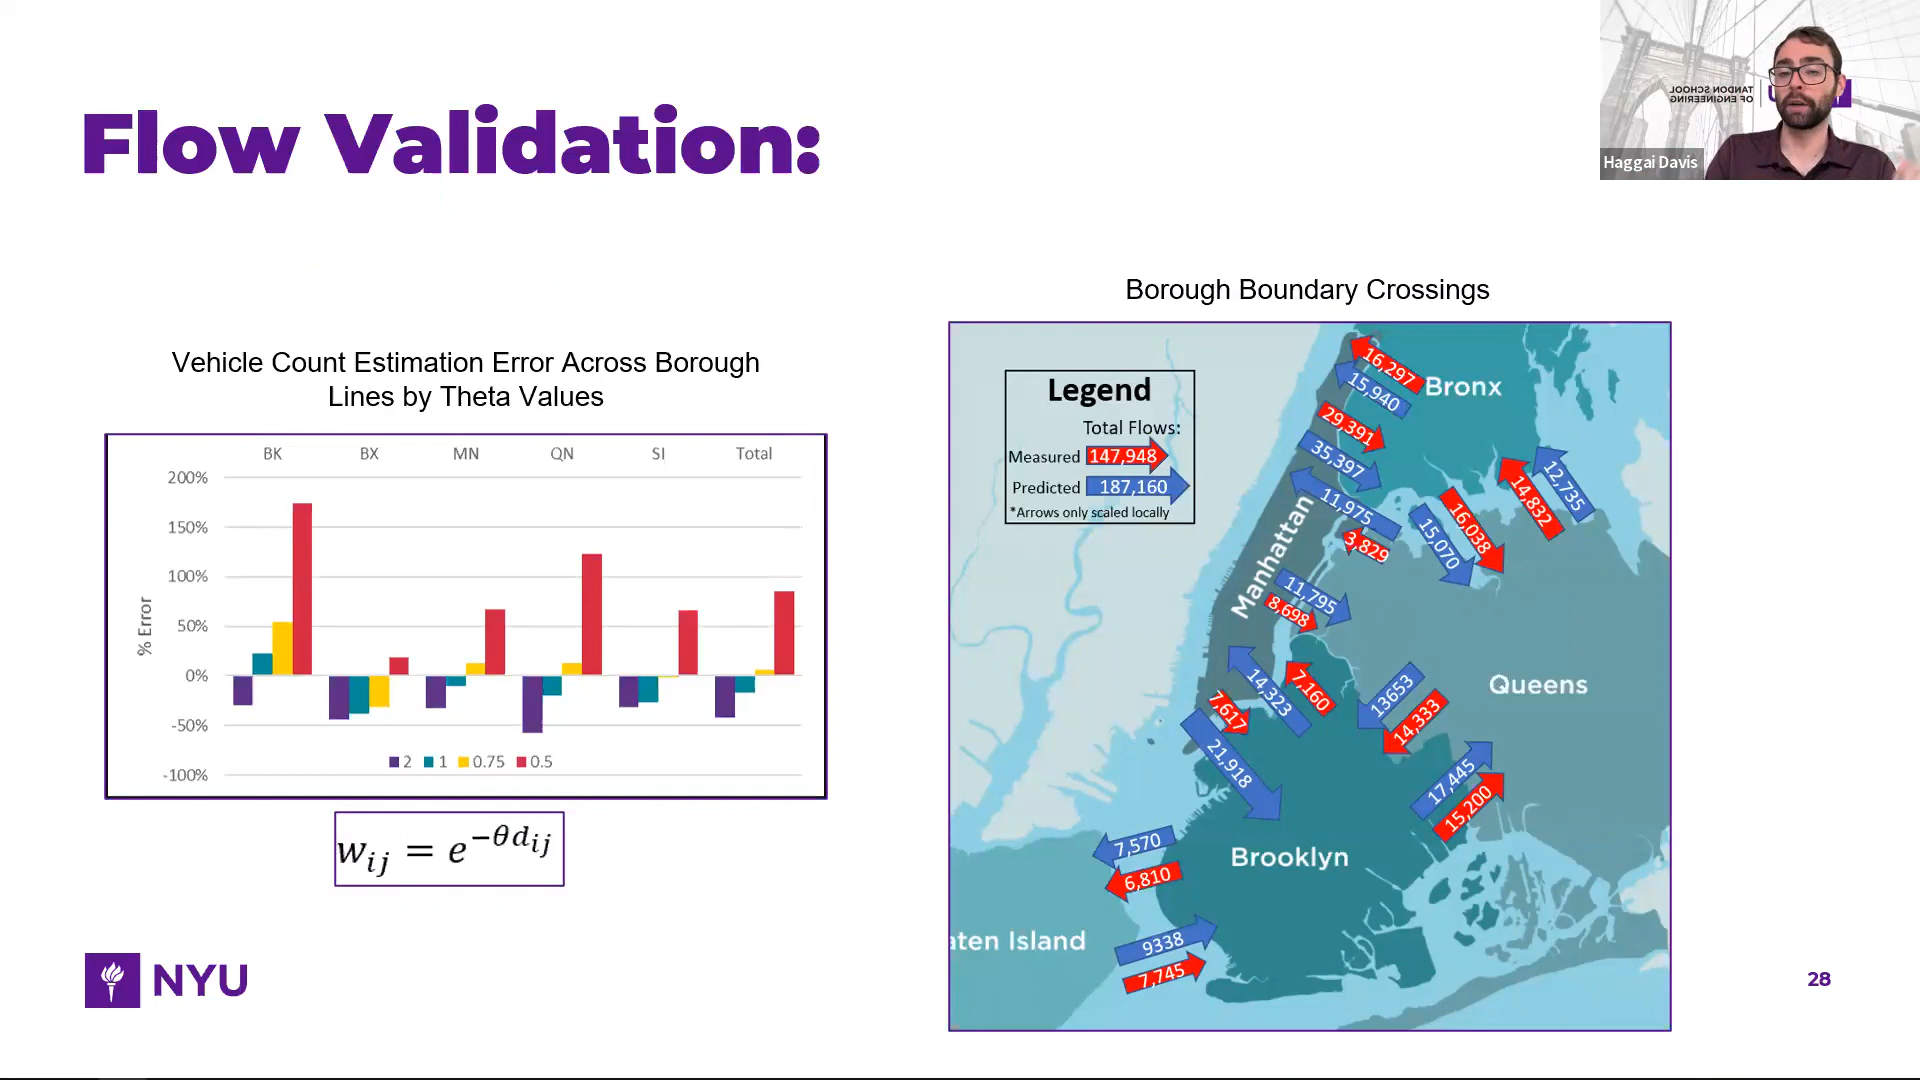 Flow Validation:
TANDON SCHOOL
OF ENGINEERING
Haggai Davis
Vehicle Count Estimation Error Across Borough
Lines by Theta Values
BK BX MN QN SI Total
200%
150%
100%
50%
0%
-50%
-100%
% Error
2 1 0.75 0.5
w_{ij} = e^{-θd_{ij}}
Borough Boundary Crossings
Legend
Total Flows:
Measured 147,948
Predicted 187,160
*Arrows only scaled locally
16,297
15,940
Bronx
29,391
35,397
11,975
3,829
15,070
16,038
14,832
12,735
Manhattan
11,795
8,698
14,323
7,160
7,617
21,918
13653
14,333
Queens
17,445
15,200
7,570
6,810
Brooklyn
aten Island
9338
7,745
NYU
28